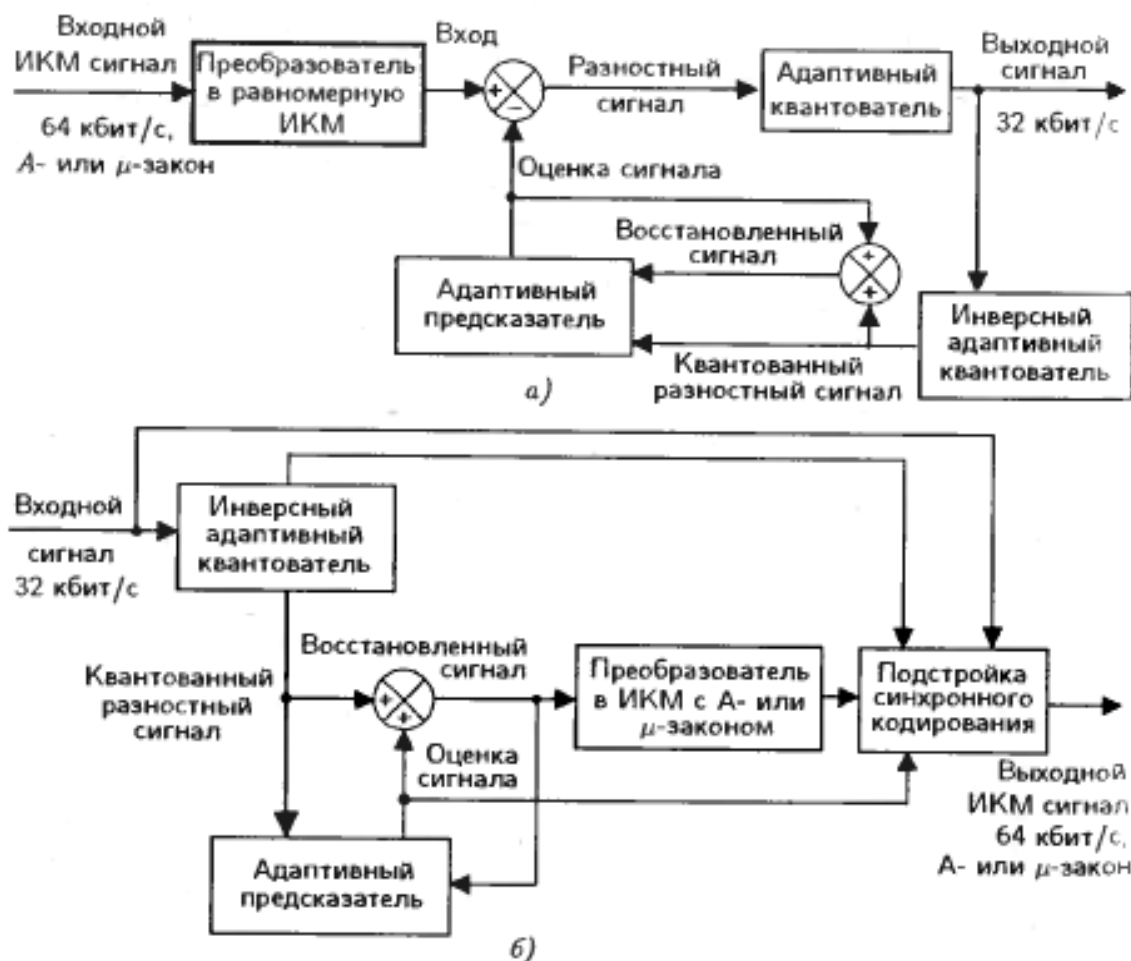 Входной
ИКМ сигнал
64 кбит/с,
А- или μ-закон
Преобразователь
в равномерную
ИКМ
Вход
+
−
Разностный
сигнал
Адаптивный
квантователь
Выходной
сигнал
32 кбит/с
Оценка сигнала
Восстановленный
сигнал
+
+
Адаптивный
предсказатель
Квантованный
разностный сигнал
Инверсный
адаптивный
квантователь
а)
Входной
сигнал
32 кбит/с
Инверсный
адаптивный
квантователь
Квантованный
разностный
сигнал
Восстановленный
сигнал
+
+
Оценка
сигнала
Преобразователь
в ИКМ с А- или
μ-законом
Подстройка
синхронного
кодирования
Выходной
ИКМ сигнал
64 кбит/с,
А- или μ-закон
Адаптивный
предсказатель
б)